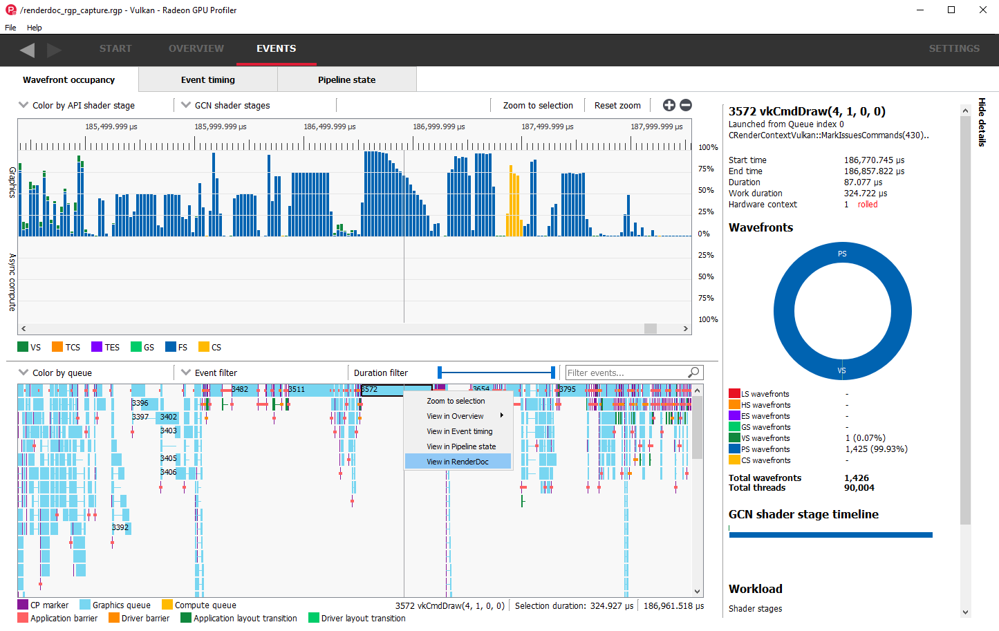 /renderdoc_rgp_capture.rgp - Vulkan - Radeon GPU Profiler
File Help
START OVERVIEW EVENTS SETTINGS
Wavefront occupancy Event timing Pipeline state
Color by API shader stage GCN shader stages Zoom to selection Reset zoom
185,499.999 µs 185,999.999 µs 186,499.999 µs 186,999.999 µs 187,499.999 µs 187,999.999 µs
Graphics
100%
75%
50%
25%
0%
Async compute
25%
50%
75%
100%
VS TCS TES GS FS CS
Color by queue Event filter Duration filter Filter events...
3482 3511 3572 3654 3795
3396
3397 3402
3403
3405
3406
3392
Zoom to selection
View in Overview
View in Event timing
View in Pipeline state
View in RenderDoc
CP marker Graphics queue Compute queue
3572 vkCmdDraw(4, 1, 0, 0) Selection duration: 324.927 µs 186,961.518 µs
Application barrier Driver barrier Application layout transition Driver layout transition
Hide details
3572 vkCmdDraw(4, 1, 0, 0)
Launched from Queue index 0
CRenderContextVulkan::MarkIssuesCommands(430)..
Start time 186,770.745 µs
End time 186,857.822 µs
Duration 87.077 µs
Work duration 324.722 µs
Hardware context 1 rolled
Wavefronts
PS
VS
LS wavefronts -
HS wavefronts -
ES wavefronts -
GS wavefronts -
VS wavefronts 1 (0.07%)
PS wavefronts 1,425 (99.93%)
CS wavefronts -
Total wavefronts 1,426
Total threads 90,004
GCN shader stage timeline
Workload
Shader stages